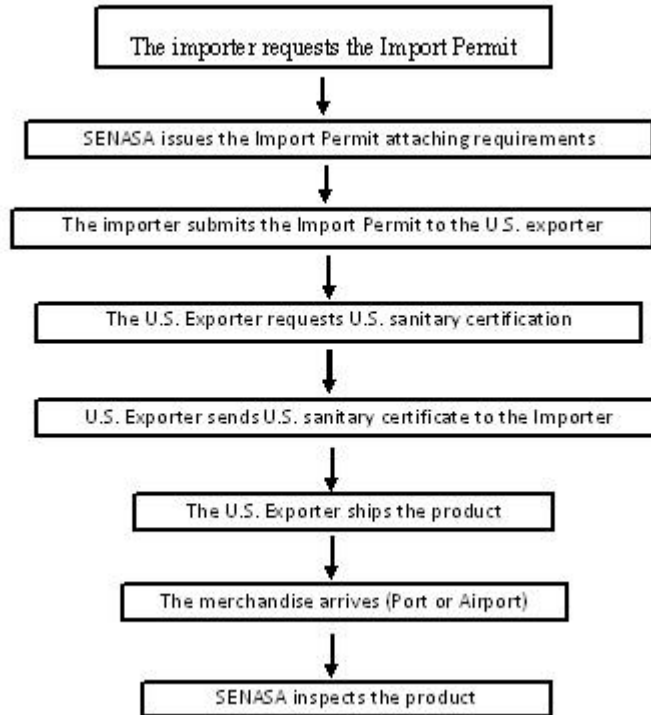 The importer requests the Import Permit
SENASA issues the Import Permit attaching requirements
The importer submits the Import Permit to the U.S. exporter
The U.S. Exporter requests U.S. sanitary certification
U.S. Exporter sends U.S. sanitary certificate to the Importer
The U.S. Exporter ships the product
The merchandise arrives (Port or Airport)
SENASA inspects the product